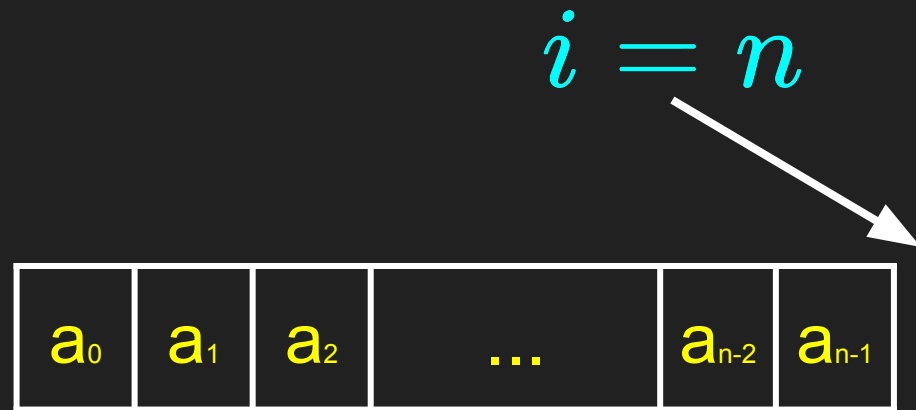 i = n
a₀ a₁ a₂ ... aₙ₋₂ aₙ₋₁